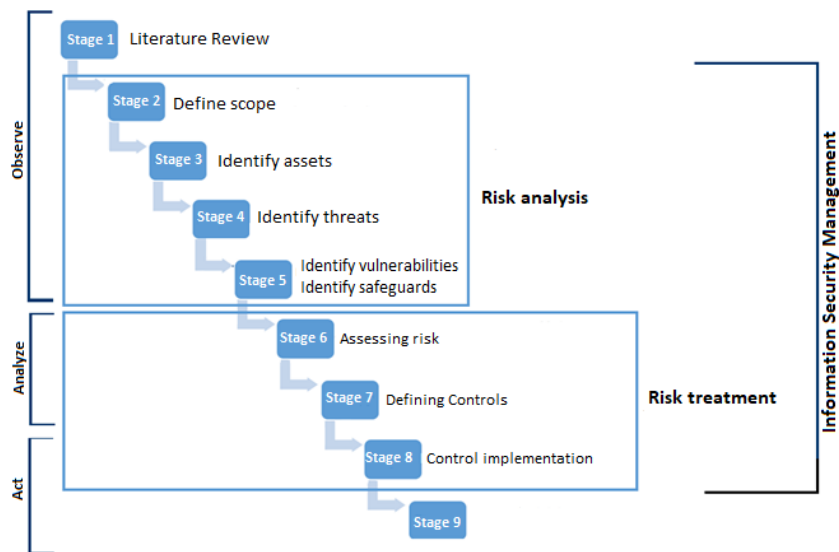 Stage 1 Literature Review
Stage 2 Define scope
Stage 3 Identify assets
Stage 4 Identify threats
Stage 5 Identify vulnerabilities
Identify safeguards
Stage 6 Assessing risk
Stage 7 Defining Controls
Stage 8 Control implementation
Stage 9
Observe
Analyze
Act
Risk analysis
Risk treatment
Information Security Management